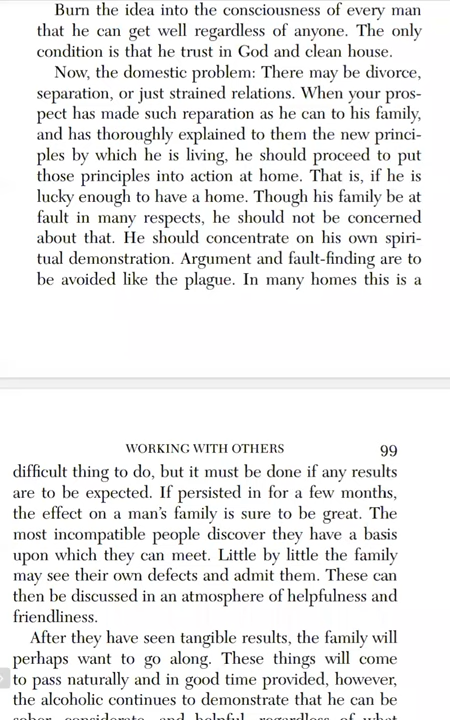 Burn the idea into the consciousness of every man
that he can get well regardless of anyone. The only
condition is that he trust in God and clean house.
Now, the domestic problem: There may be divorce,
separation, or just strained relations. When your pros-
pect has made such reparation as he can to his family,
and has thoroughly explained to them the new princi-
ples by which he is living, he should proceed to put
those principles into action at home. That is, if he is
lucky enough to have a home. Though his family be at
fault in many respects, he should not be concerned
about that. He should concentrate on his own spiri-
tual demonstration. Argument and fault-finding are to
be avoided like the plague. In many homes this is a
WORKING WITH OTHERS 99
difficult thing to do, but it must be done if any results
are to be expected. If persisted in for a few months,
the effect on a man's family is sure to be great. The
most incompatible people discover they have a basis
upon which they can meet. Little by little the family
may see their own defects and admit them. These can
then be discussed in an atmosphere of helpfulness and
friendliness.
After they have seen tangible results, the family will
perhaps want to go along. These things will come
to pass naturally and in good time provided, however,
the alcoholic continues to demonstrate that he can be
sober, considerate, and helpful, regardless of what